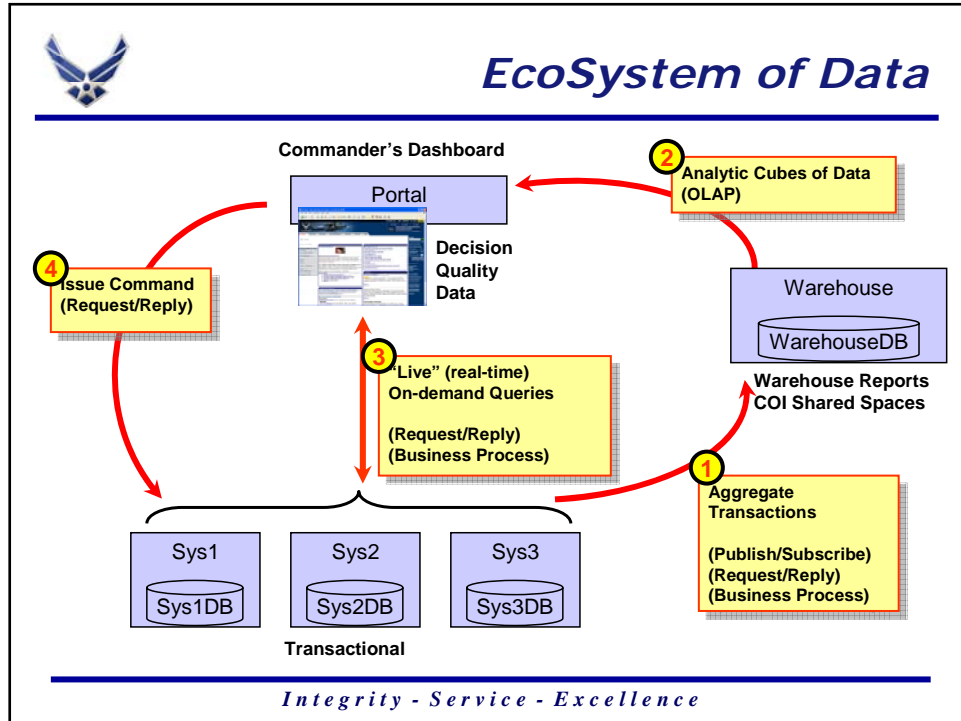 EcoSystem of Data
Commander's Dashboard
Portal
Decision
Quality
Data
2
Analytic Cubes of Data
(OLAP)
4
Issue Command
(Request/Reply)
Warehouse
WarehouseDB
Warehouse Reports
COI Shared Spaces
3
"Live" (real-time)
On-demand Queries
(Request/Reply)
(Business Process)
1
Aggregate
Transactions
(Publish/Subscribe)
(Request/Reply)
(Business Process)
Sys1
Sys1DB
Sys2
Sys2DB
Sys3
Sys3DB
Transactional
Integrity - Service - Excellence